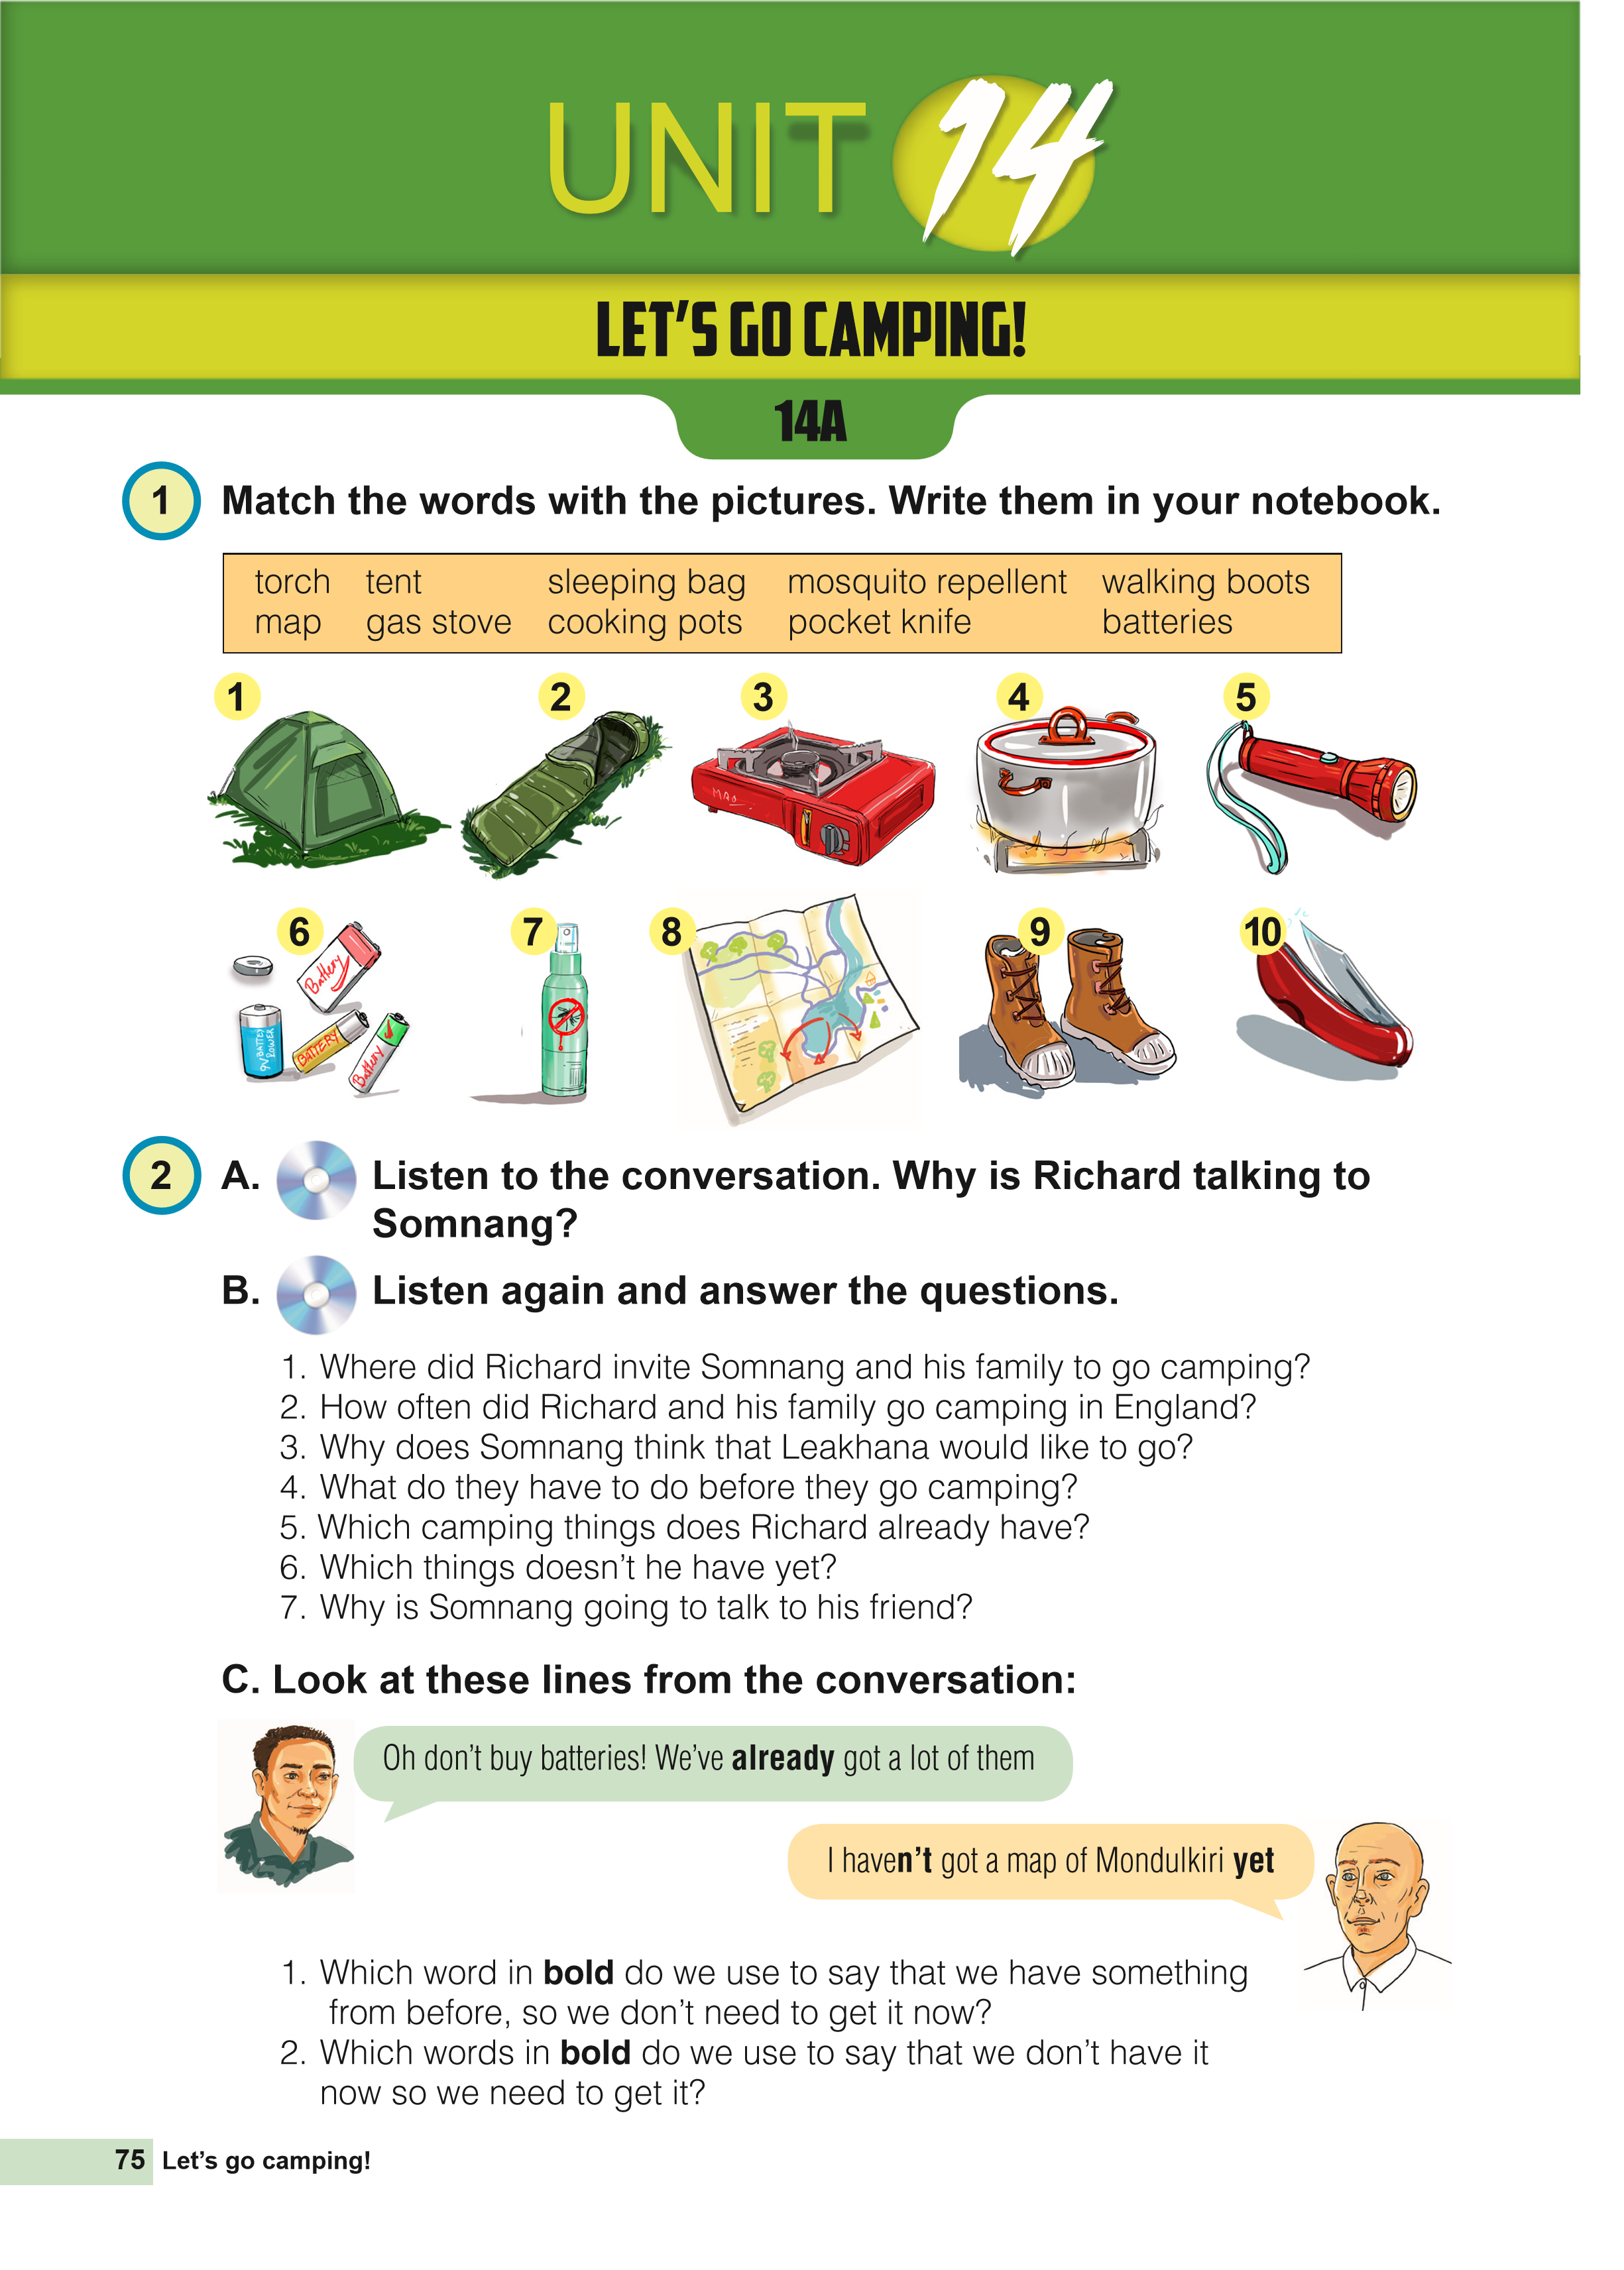 UNIT 14
LET'S GO CAMPING!
14A
1 Match the words with the pictures. Write them in your notebook.
torch tent sleeping bag mosquito repellent walking boots
map gas stove cooking pots pocket knife batteries
1 2 3 4 5
MAO
6 7 8 9 10
Battery
9V BATTEY POWER
BATTERY
Battery
2 A. Listen to the conversation. Why is Richard talking to
Somnang?
B. Listen again and answer the questions.
1. Where did Richard invite Somnang and his family to go camping?
2. How often did Richard and his family go camping in England?
3. Why does Somnang think that Leakhana would like to go?
4. What do they have to do before they go camping?
5. Which camping things does Richard already have?
6. Which things doesn't he have yet?
7. Why is Somnang going to talk to his friend?
C. Look at these lines from the conversation:
Oh don't buy batteries! We've already got a lot of them
I haven't got a map of Mondulkiri yet
1. Which word in bold do we use to say that we have something
from before, so we don't need to get it now?
2. Which words in bold do we use to say that we don't have it
now so we need to get it?
75 Let's go camping!